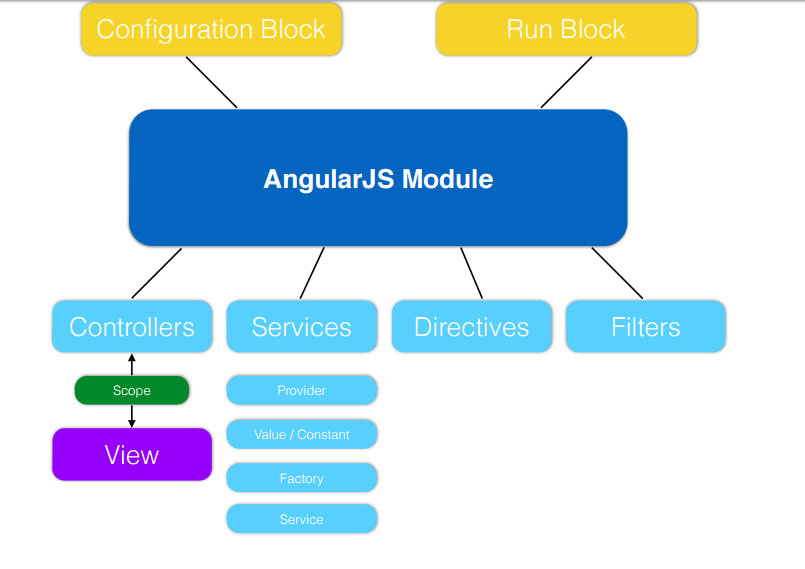 Configuration Block
Run Block
AngularJS Module
Controllers
Services
Directives
Filters
Scope
View
Provider
Value / Constant
Factory
Service